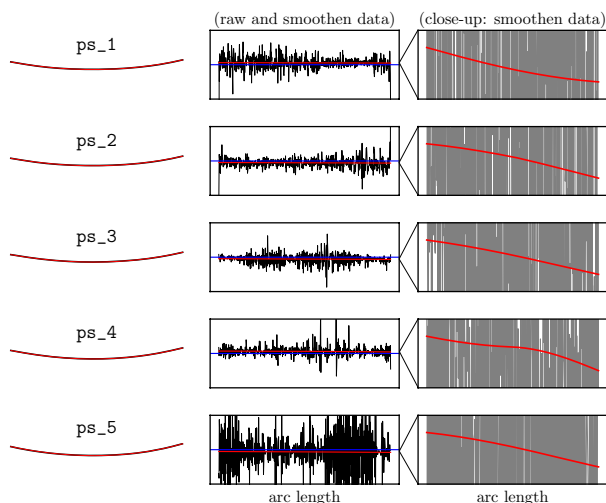 (raw and smoothen data) (close-up: smoothen data)
ps_1
ps_2
ps_3
ps_4
ps_5
arc length arc length